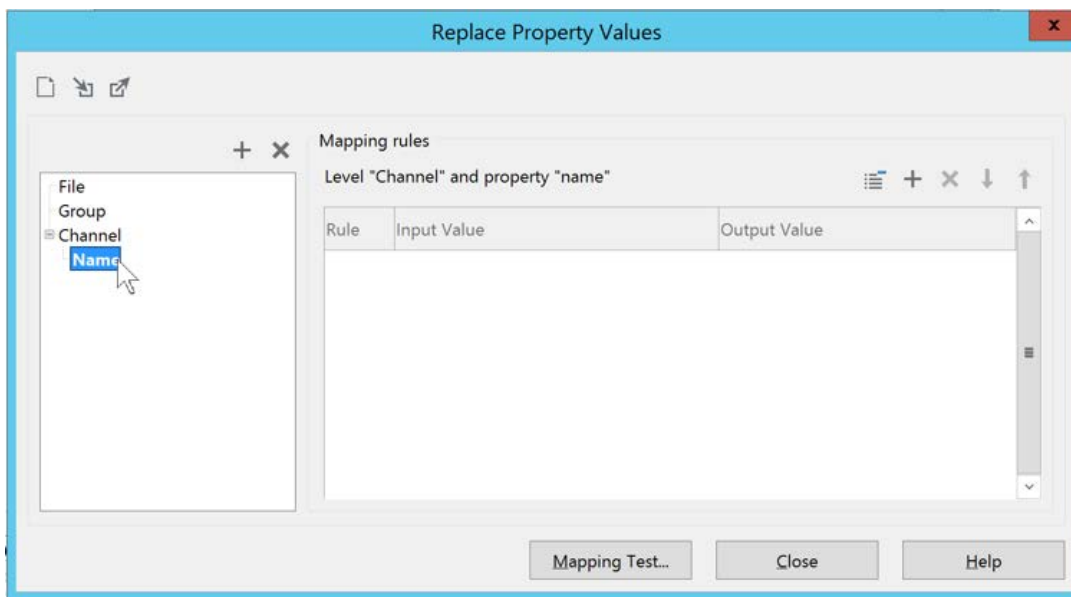 Replace Property Values
x
Mapping rules
Level "Channel" and property "name"
File
Group
Channel
Name
Rule Input Value Output Value
Mapping Test... Close Help